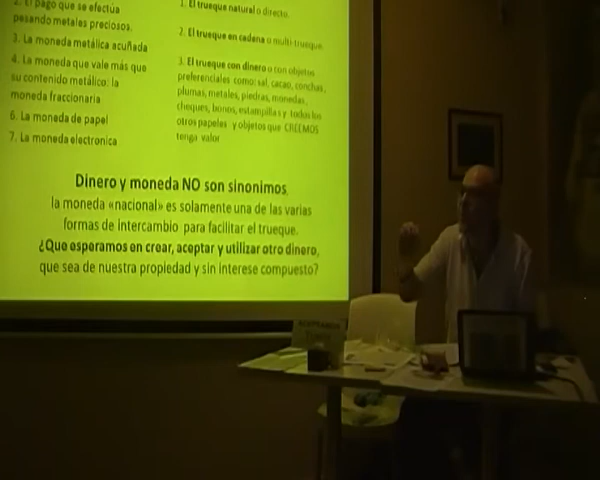 2. El pago que se efectúa
pesando metales preciosos.
3. La moneda metálica acuñada
4. La moneda que vale más que
su contenido metálico: la
moneda fraccionaria
6. La moneda de papel
7. La moneda electronica
1. El trueque natural o directo.
2. El trueque en cadena o multi-trueque.
3. El trueque con dinero o con objetos
preferenciales como: sal, cacao, conchas,
plumas, metales, piedras, monedas,
cheques, bonos, estampillas y todos los
otros papeles y objetos que CREEMOS
tenga valor
Dinero y moneda NO son sinonimos,
la moneda «nacional» es solamente una de las varias
formas de intercambio para facilitar el trueque.
¿Que esperamos en crear, aceptar y utilizar otro dinero,
que sea de nuestra propiedad y sin interese compuesto?